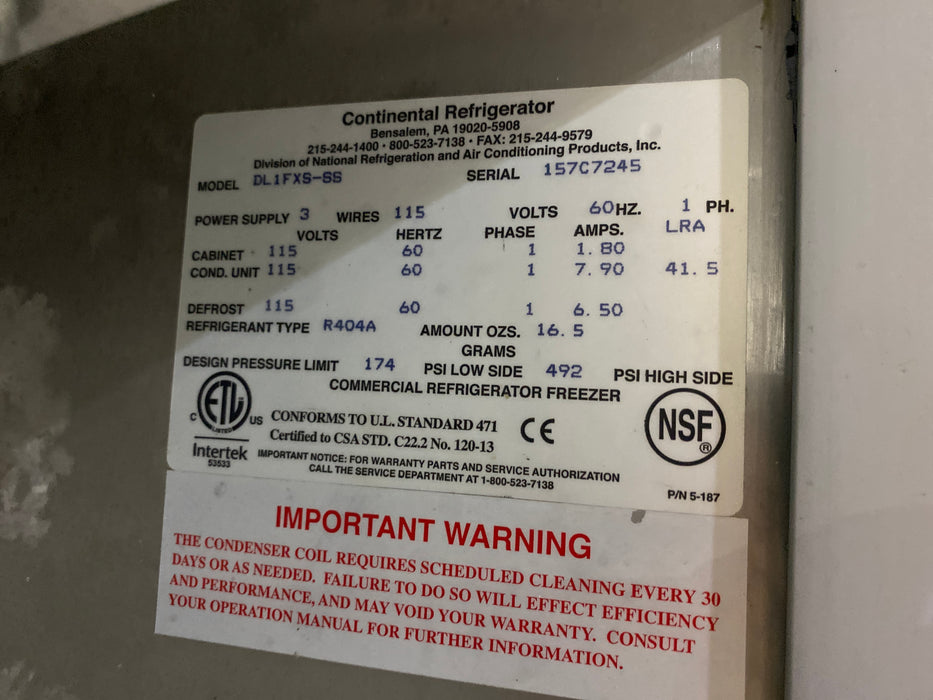 Continental Refrigerator
Bensalem, PA 19020-5908
215-244-1400 • 800-523-7138 • FAX: 215-244-9579
Division of National Refrigeration and Air Conditioning Products, Inc.
MODEL DL1FXS-SS SERIAL 157C7245
POWER SUPPLY 3 WIRES 115 VOLTS 60HZ. 1 PH.
VOLTS HERTZ PHASE AMPS. LRA
CABINET 115 60 1 1.80
COND. UNIT 115 60 1 7.90 41.5
DEFROST 115 60 1 6.50
REFRIGERANT TYPE R404A AMOUNT OZS. 16.5
GRAMS
DESIGN PRESSURE LIMIT 174 PSI LOW SIDE 492 PSI HIGH SIDE
COMMERCIAL REFRIGERATOR FREEZER
C ETL LISTED US
Intertek
53533
CONFORMS TO U.L. STANDARD 471
Certified to CSA STD. C22.2 No. 120-13
CE
NSF ®
IMPORTANT NOTICE: FOR WARRANTY PARTS AND SERVICE AUTHORIZATION
CALL THE SERVICE DEPARTMENT AT 1-800-523-7138
P/N 5-187
IMPORTANT WARNING
THE CONDENSER COIL REQUIRES SCHEDULED CLEANING EVERY 30
DAYS OR AS NEEDED. FAILURE TO DO SO WILL EFFECT EFFICIENCY
AND PERFORMANCE, AND MAY VOID YOUR WARRANTY. CONSULT
YOUR OPERATION MANUAL FOR FURTHER INFORMATION.